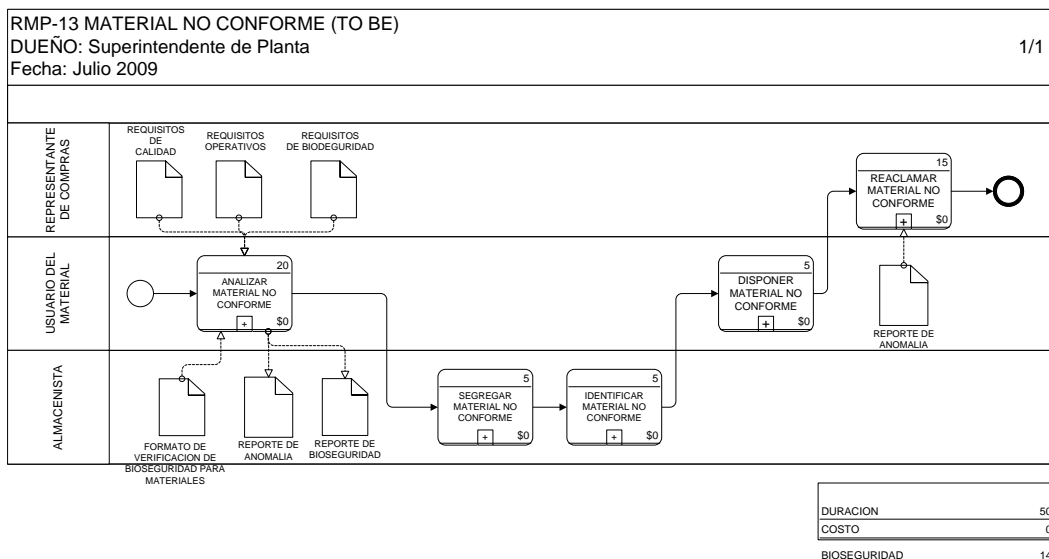 RMP-13 MATERIAL NO CONFORME (TO BE)
DUEÑO: Superintendente de Planta
1/1
Fecha: Julio 2009
REPRESENTANTE
DE COMPRAS
REQUISITOS
DE
CALIDAD
REQUISITOS
OPERATIVOS
REQUISITOS
DE BIODEGURIDAD
15
REACLAMAR
MATERIAL NO
CONFORME
+
$0
USUARIO DEL
MATERIAL
20
ANALIZAR
MATERIAL NO
CONFORME
+
$0
5
DISPONER
MATERIAL NO
CONFORME
+
$0
REPORTE DE
ANOMALIA
ALMACENISTA
FORMATO DE
VERIFICACION DE
BIOSEGURIDAD PARA
MATERIALES
REPORTE DE
ANOMALIA
REPORTE DE
BIOSEGURIDAD
5
SEGREGAR
MATERIAL NO
CONFORME
+
$0
5
IDENTIFICAR
MATERIAL NO
CONFORME
+
$0
DURACION 50
COSTO 0
BIOSEGURIDAD 14